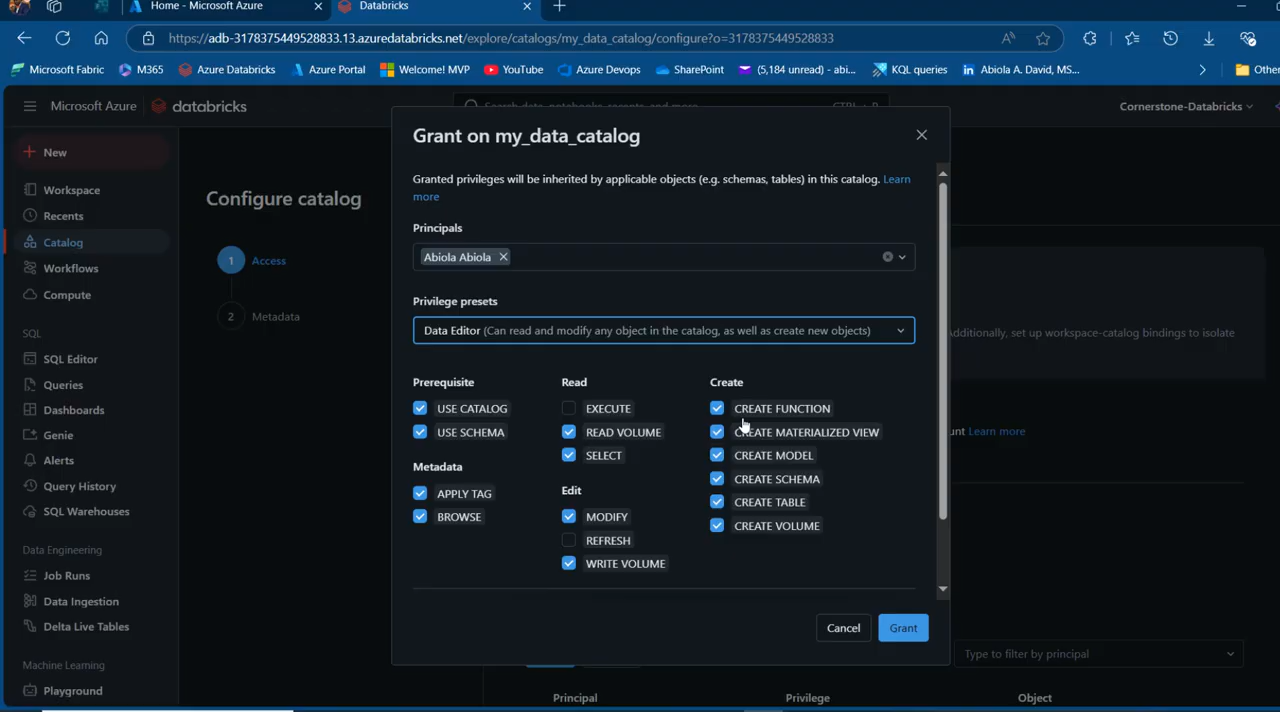 Home - Microsoft Azure
Databricks
https://adb-3178375449528833.13.azuredatabricks.net/explore/catalogs/my_data_catalog/configure?o=3178375449528833
Microsoft Fabric
M365
Azure Databricks
Azure Portal
Welcome! MVP
YouTube
Azure Devops
SharePoint
(5,184 unread) - abi...
KQL queries
Abiola A. David, MS...
Other
Microsoft Azure
databricks
Search data, notebooks, recents, and more...
CTRL + P
Cornerstone-Databricks
New
Workspace
Recents
Catalog
Workflows
Compute
SQL
SQL Editor
Queries
Dashboards
Genie
Alerts
Query History
SQL Warehouses
Data Engineering
Job Runs
Data Ingestion
Delta Live Tables
Machine Learning
Playground
Configure catalog
1 Access
2 Metadata
Grant on my_data_catalog
Granted privileges will be inherited by applicable objects (e.g. schemas, tables) in this catalog. Learn
more
Principals
Abiola Abiola
Privilege presets
Data Editor (Can read and modify any object in the catalog, as well as create new objects)
Prerequisite
USE CATALOG
USE SCHEMA
Metadata
APPLY TAG
BROWSE
Read
EXECUTE
READ VOLUME
SELECT
Edit
MODIFY
REFRESH
WRITE VOLUME
Create
CREATE FUNCTION
CREATE MATERIALIZED VIEW
CREATE MODEL
CREATE SCHEMA
CREATE TABLE
CREATE VOLUME
Cancel
Grant
Additionally, set up workspace-catalog bindings to isolate
unt Learn more
Type to filter by principal
Principal
Privilege
Object